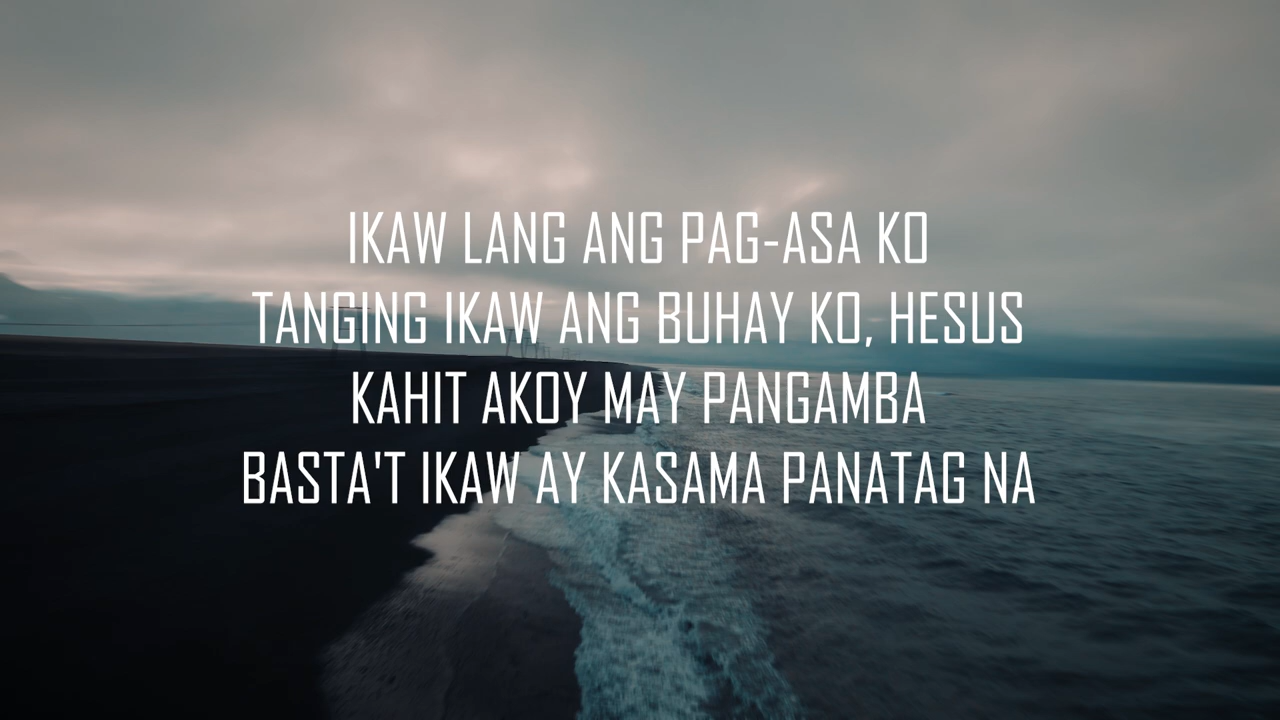 IKAW LANG ANG PAG-ASA KO
TANGING IKAW ANG BUHAY KO, HESUS
KAHIT AKOY MAY PANGAMBA
BASTA'T IKAW AY KASAMA PANATAG NA